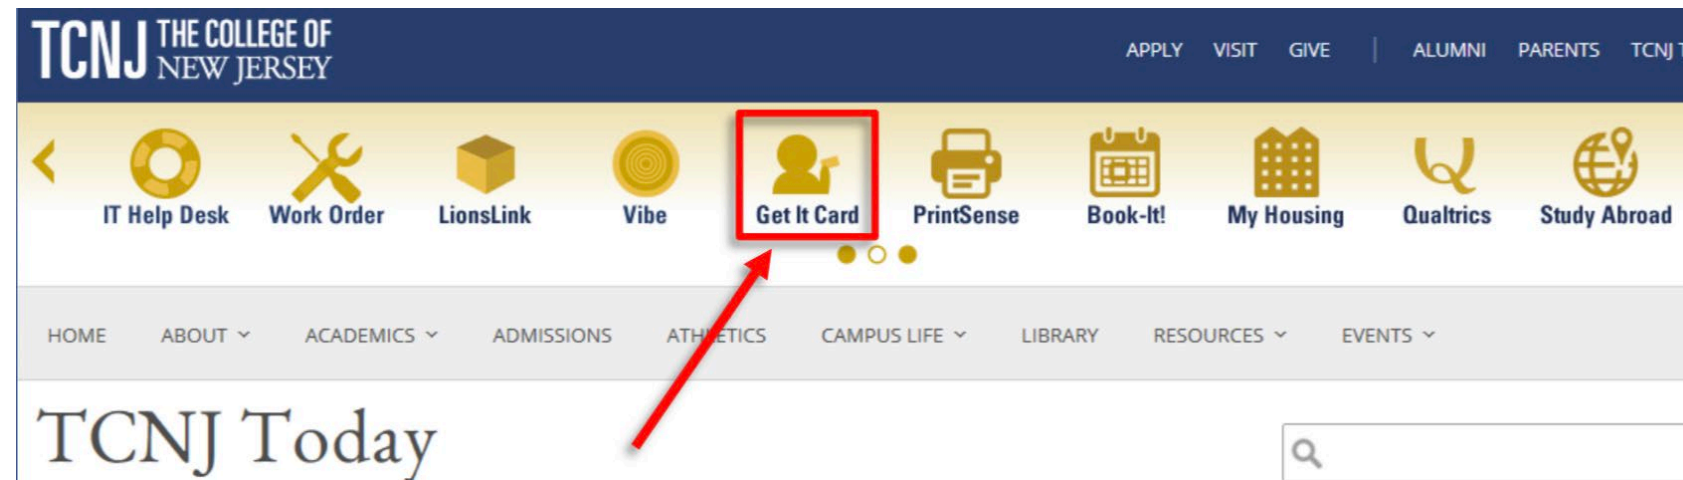 TCNJ THE COLLEGE OF
NEW JERSEY
APPLY VISIT GIVE | ALUMNI PARENTS TCNJ
IT Help Desk Work Order LionsLink Vibe Get It Card PrintSense Book-It! My Housing Qualtrics Study Abroad
HOME ABOUT ACADEMICS ADMISSIONS ATHLETICS CAMPUS LIFE LIBRARY RESOURCES EVENTS
TCNJ Today